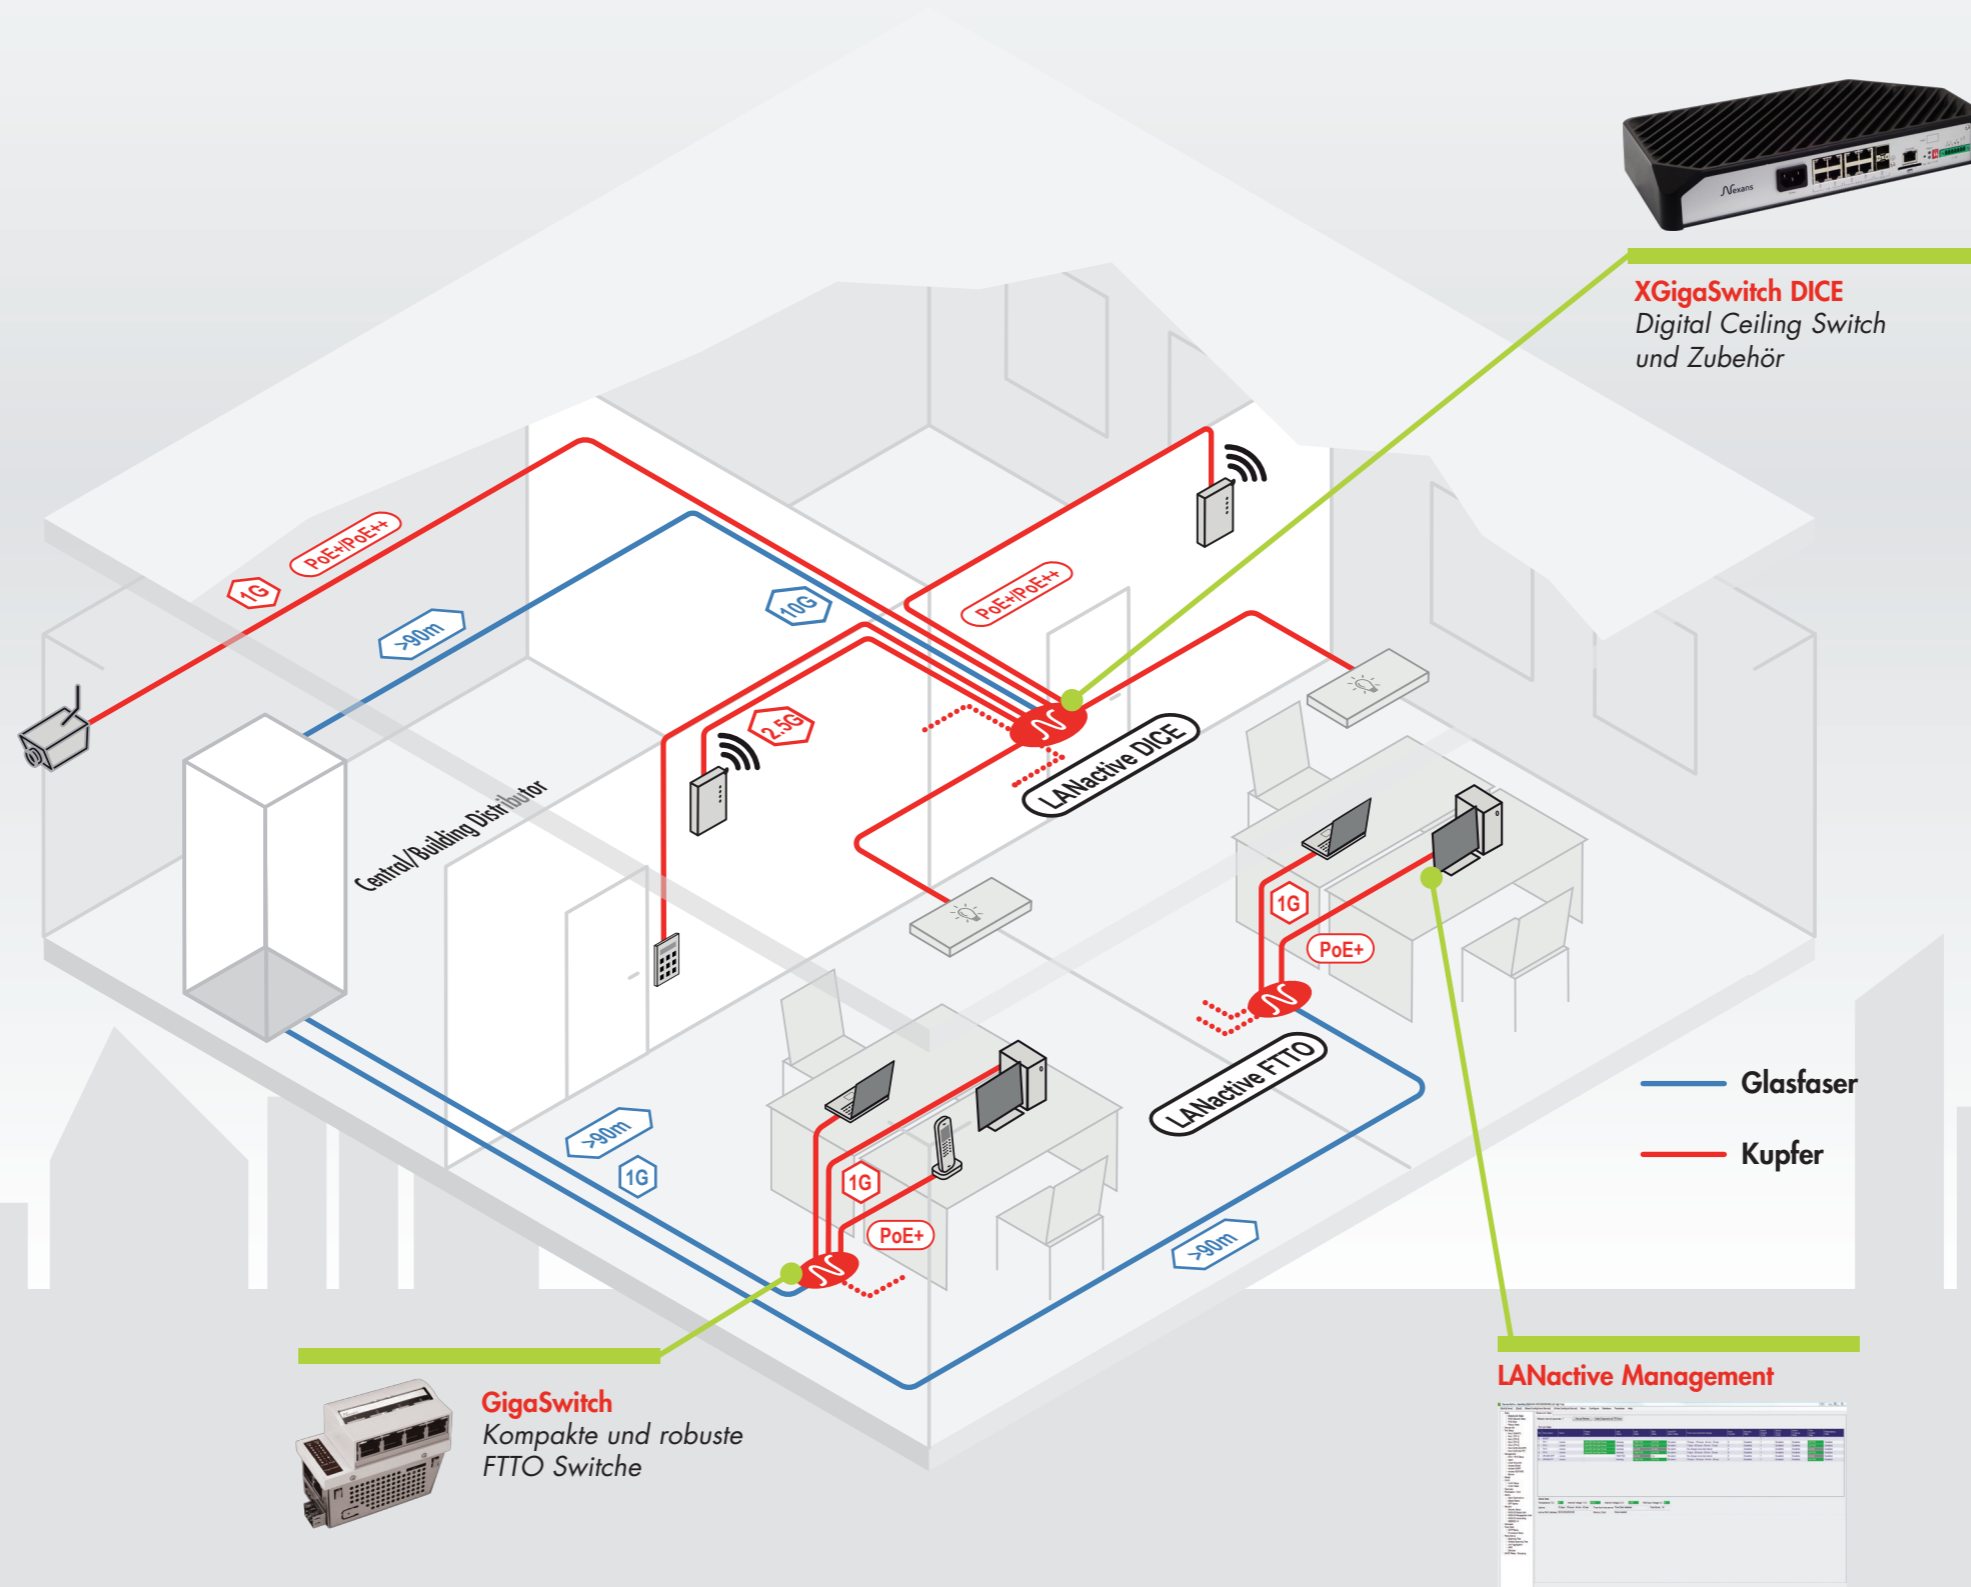 Nexans
XGigaSwitch DICE
Digital Ceiling Switch
und Zubehör
PoE+/PoE++
1G
>90m
10G
PoE+/PoE++
2,5G
LANactive DICE
Central/Building Distributor
1G
PoE+
LANactive FTTO
Glasfaser
Kupfer
>90m
1G
1G
PoE+
>90m
GigaSwitch
Kompakte und robuste
FTTO Switche
LANactive Management